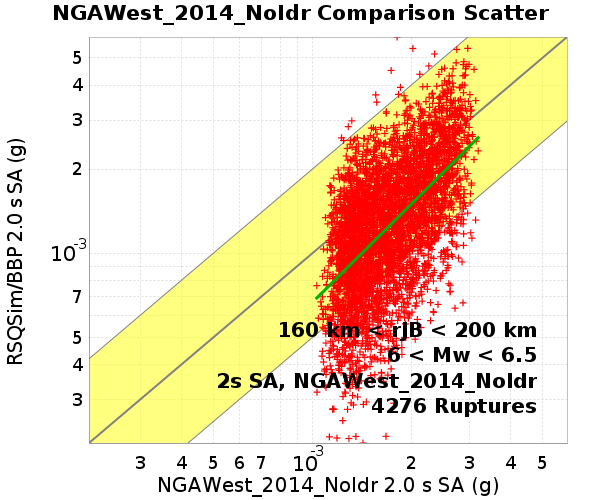 NGAWest_2014_NoIdr Comparison Scatter
RSQSim/BBP 2.0 s SA (g)
5
4
3
2
10^-3
7
5
4
3
160 km < rJB < 200 km
6 < Mw < 6.5
2s SA, NGAWest_2014_NoIdr
4276 Ruptures
3 4 5 6 7 10^-3 2 3 4 5
NGAWest_2014_NoIdr 2.0 s SA (g)